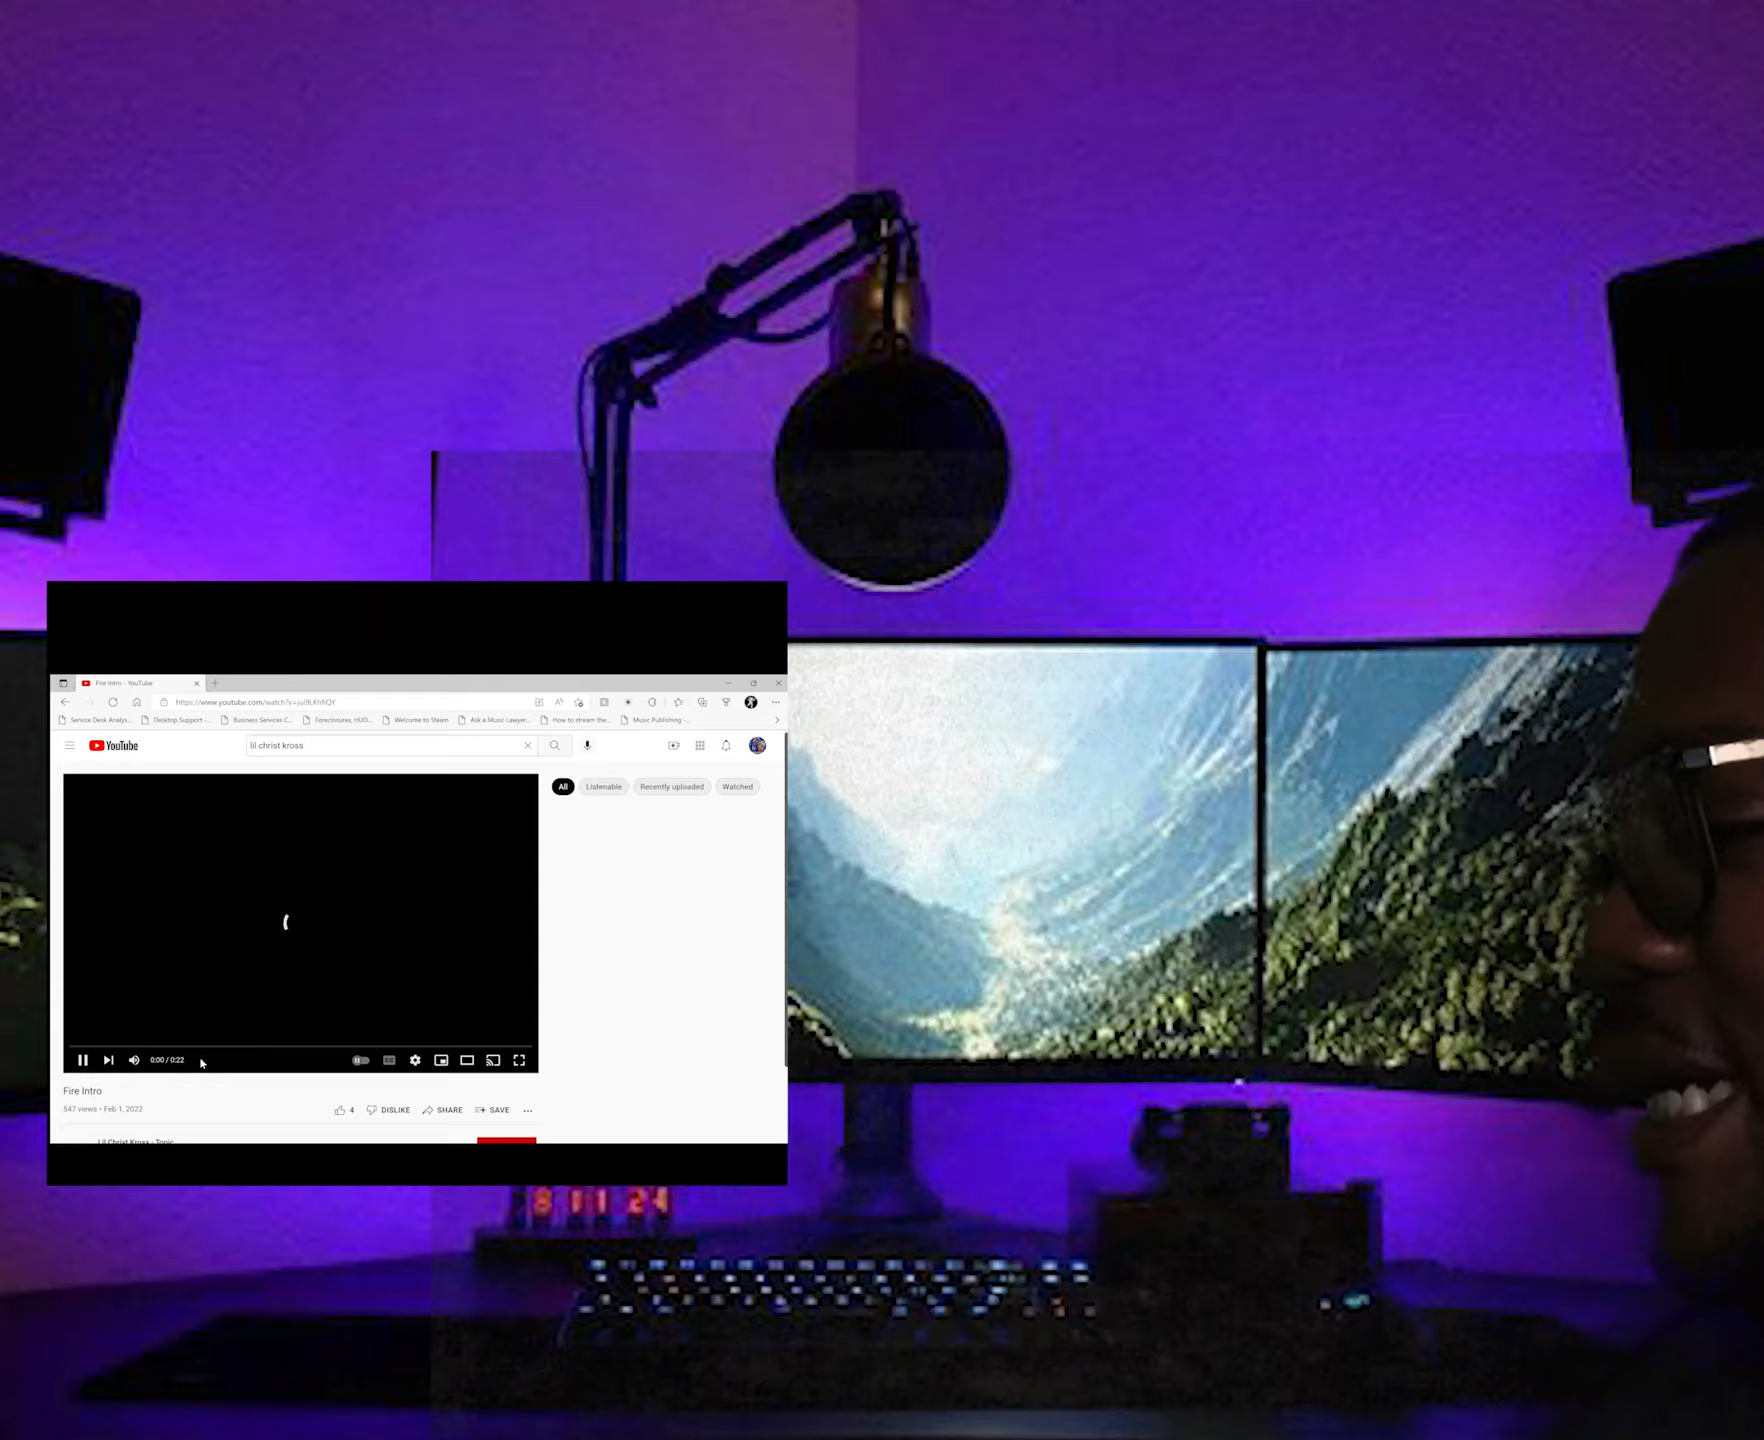 Fire Intro - YouTube
https://www.youtube.com/watch?v=jui9LKhfiQY
Service Desk Analys... Desktop Support -... Business Services C... Foreclosures, HUO... Welcome to Steam Ask a Music Lawyer... How to stream the... Music Publishing -...
YouTube
lil christ kross
All Listenable Recently uploaded Watched
CC
0:00 / 0:22
Fire Intro
547 views • Feb 1, 2022
4 DISLIKE SHARE SAVE
Lil Christ Kross - Topic
8 11 24